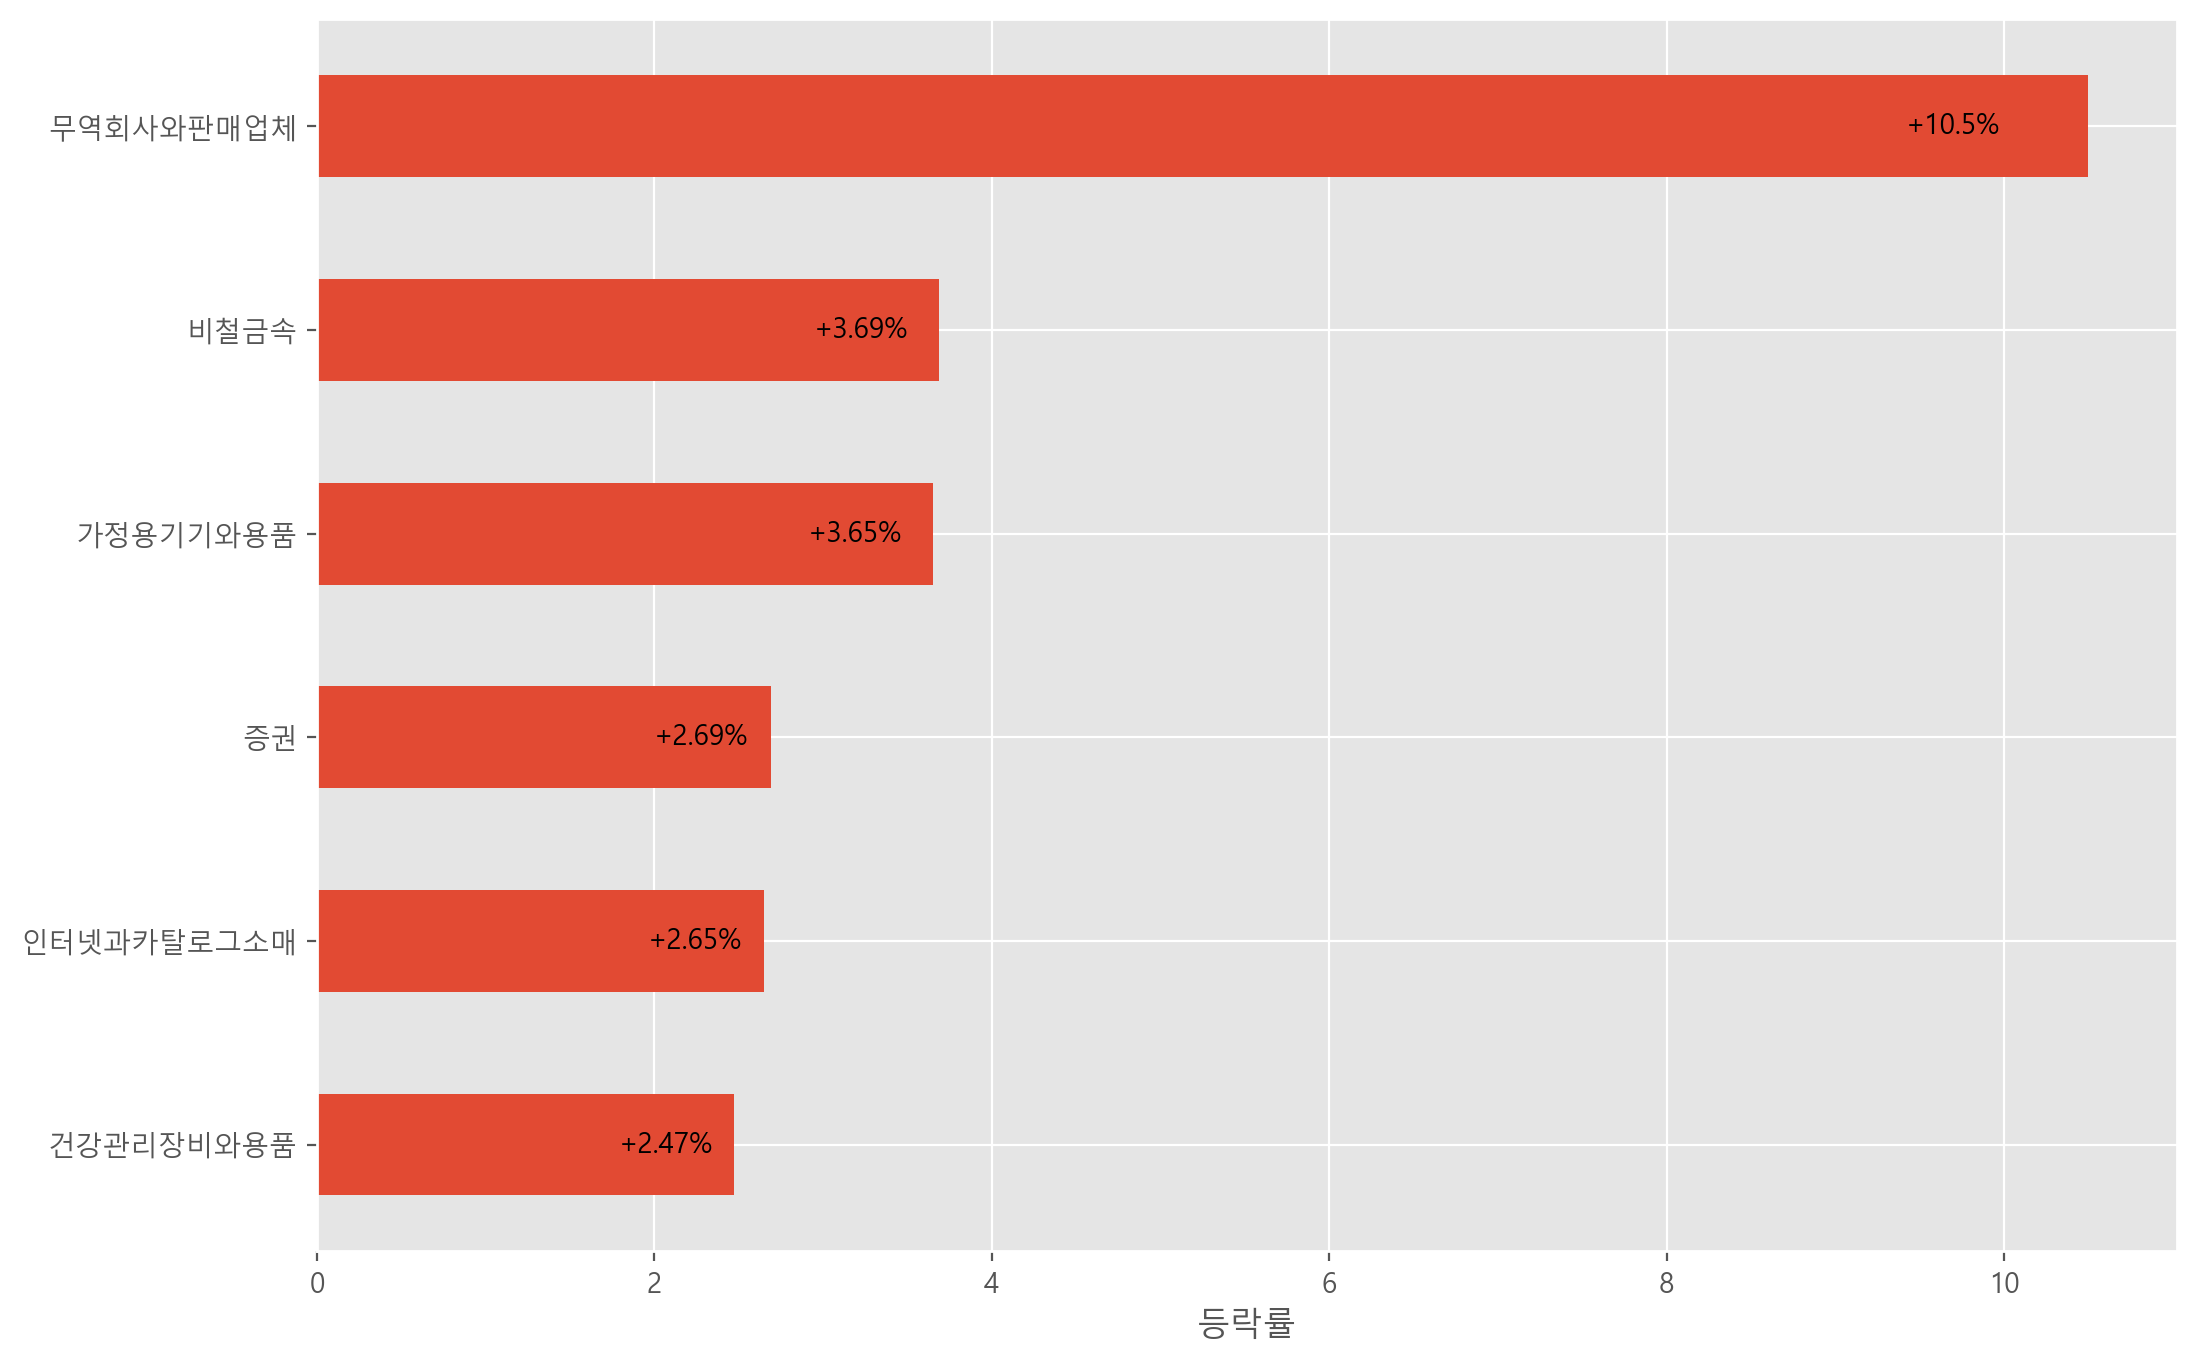 무역회사와판매업체
+10.5%
비철금속
+3.69%
가정용기기와용품
+3.65%
증권
+2.69%
인터넷과카탈로그소매
+2.65%
건강관리장비와용품
+2.47%
0 2 4 6 8 10
등락률